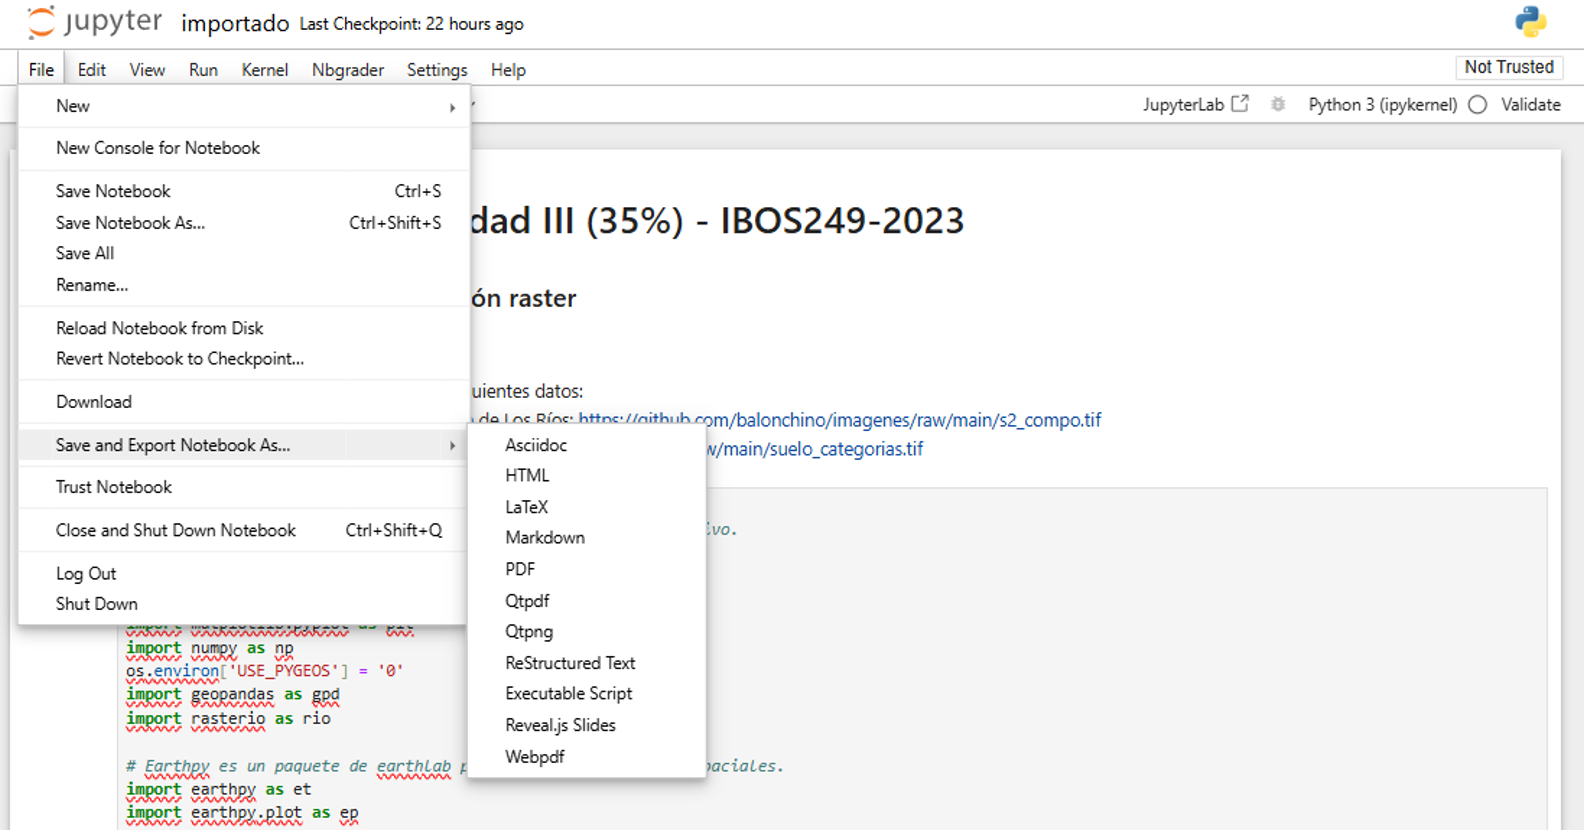 jupyter importado Last Checkpoint: 22 hours ago
File Edit View Run Kernel Nbgrader Settings Help
Not Trusted
JupyterLab Python 3 (ipykernel) Validate
New
New Console for Notebook
Save Notebook Ctrl+S
Save Notebook As... Ctrl+Shift+S
Save All
Rename...
Reload Notebook from Disk
Revert Notebook to Checkpoint...
Download
Save and Export Notebook As...
Trust Notebook
Close and Shut Down Notebook Ctrl+Shift+Q
Log Out
Shut Down
Asciidoc
HTML
LaTeX
Markdown
PDF
Qtpdf
Qtpng
ReStructured Text
Executable Script
Reveal.js Slides
Webpdf
dad III (35%) - IBOS249-2023
ón raster
uientes datos:
de Los Ríos: https://github.com/balonchino/imagenes/raw/main/s2_compo.tif
w/main/suelo_categorias.tif
ivo.
import matplotlib.pyplot as plt
import numpy as np
os.environ['USE_PYGEOS'] = '0'
import geopandas as gpd
import rasterio as rio
# Earthpy es un paquete de earthlab p
paciales.
import earthpy as et
import earthpy.plot as ep